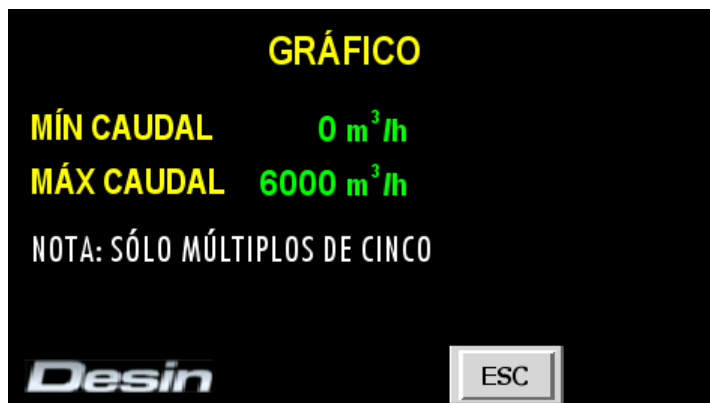 GRÁFICO
MÍN CAUDAL 0 m³/h
MÁX CAUDAL 6000 m³/h
NOTA: SÓLO MÚLTIPLOS DE CINCO
Desin ESC